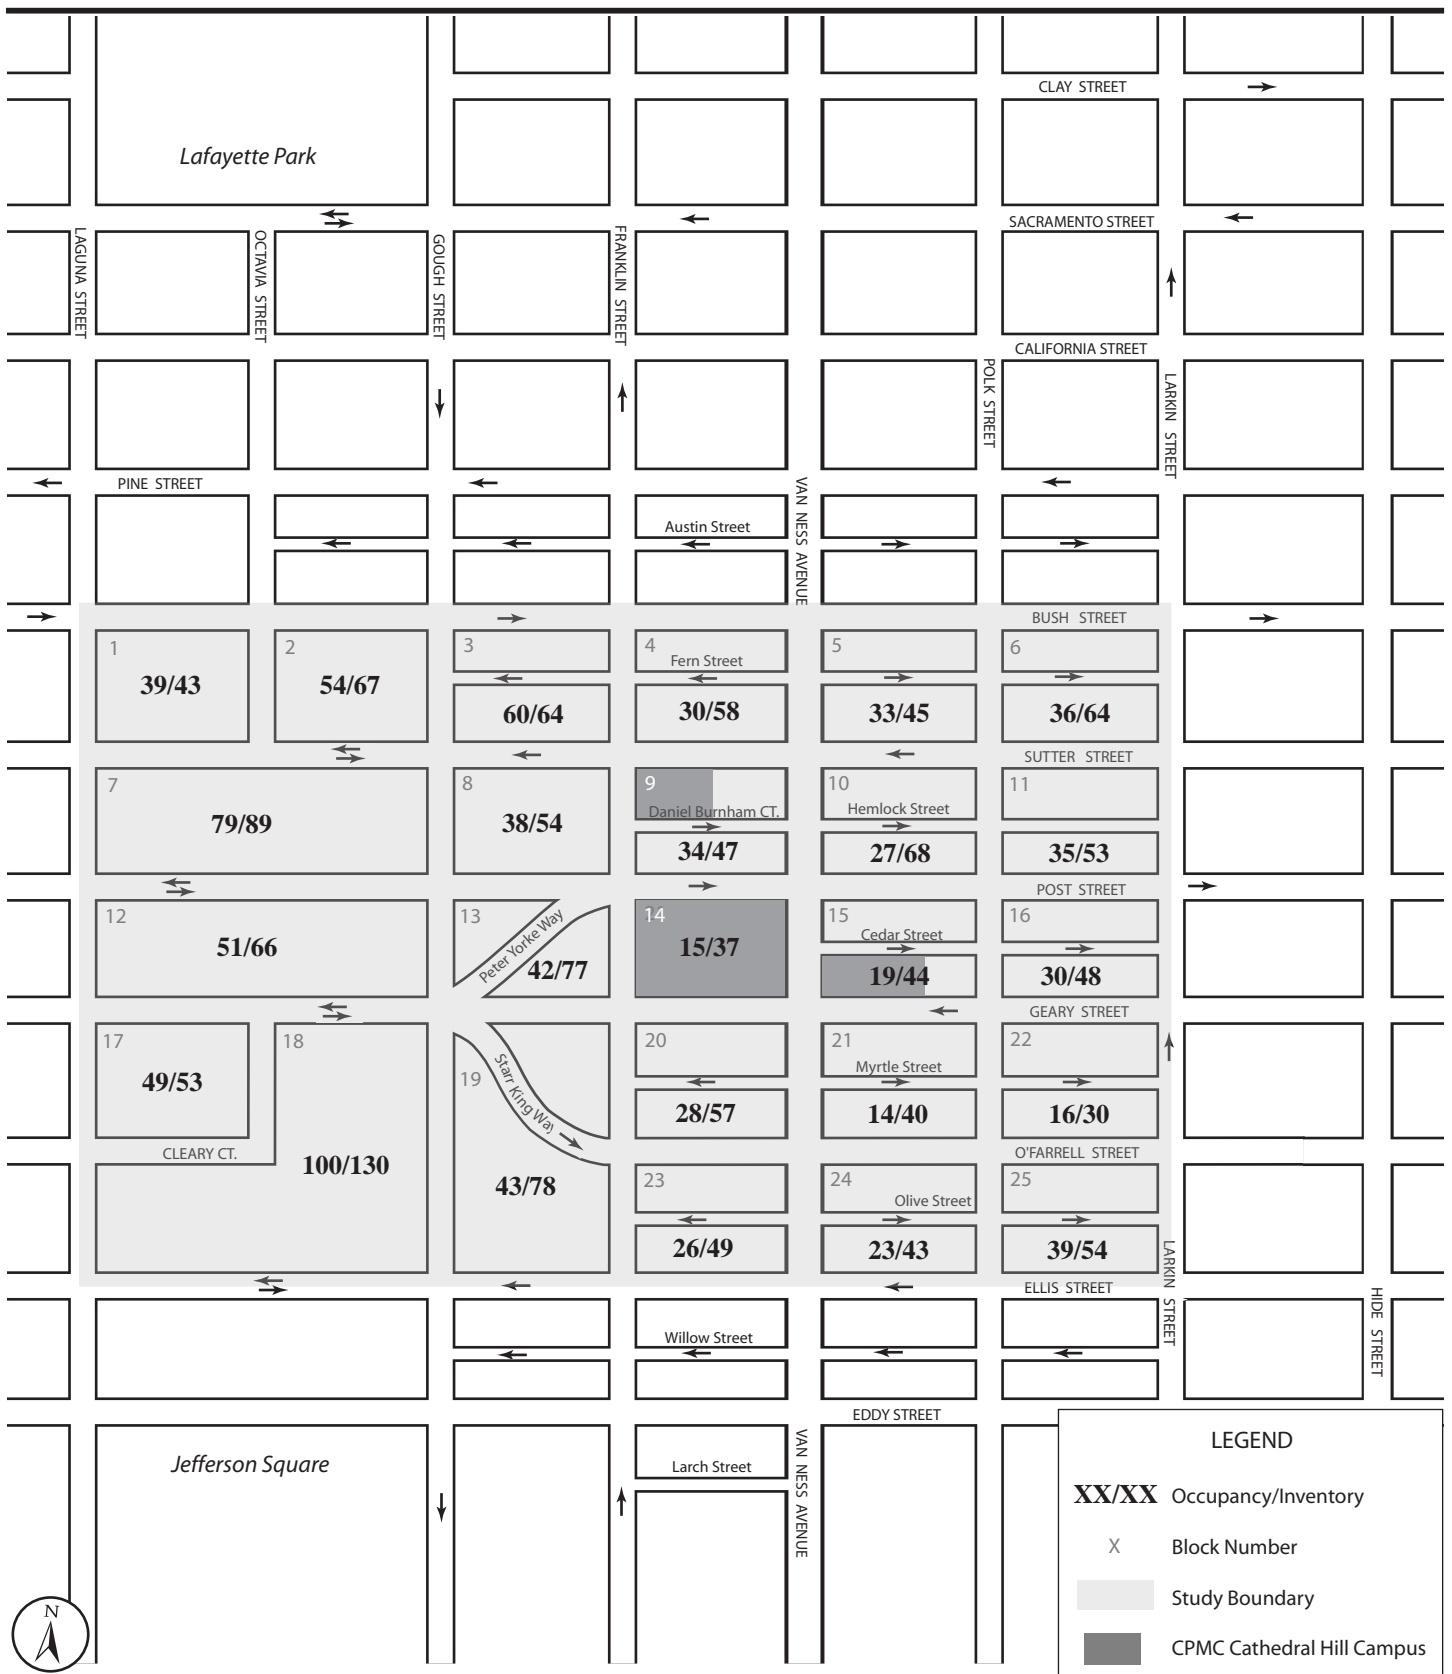 CLAY STREET
Lafayette Park
SACRAMENTO STREET
LAGUNA STREET
OCTAVIA STREET
GOUGH STREET
FRANKLIN STREET
CALIFORNIA STREET
POLK STREET
LARKIN STREET
PINE STREET
VAN NESS AVENUE
Austin Street
BUSH STREET
1
39/43
2
54/67
3
60/64
4
Fern Street
30/58
5
33/45
6
36/64
SUTTER STREET
7
79/89
8
38/54
9
Daniel Burnham CT.
34/47
10
Hemlock Street
27/68
11
35/53
POST STREET
12
51/66
13
Peter Yorke Way
42/77
14
15/37
15
Cedar Street
19/44
16
30/48
GEARY STREET
17
49/53
CLEARY CT.
18
100/130
19
Starr King Way
43/78
20
28/57
21
Myrtle Street
14/40
22
16/30
O'FARRELL STREET
23
26/49
24
Olive Street
23/43
25
39/54
LARKIN STREET
ELLIS STREET
HIDE STREET
Willow Street
EDDY STREET
Jefferson Square
Larch Street
VAN NESS AVENUE
LEGEND
XX/XX Occupancy/Inventory
X Block Number
Study Boundary
CPMC Cathedral Hill Campus
N